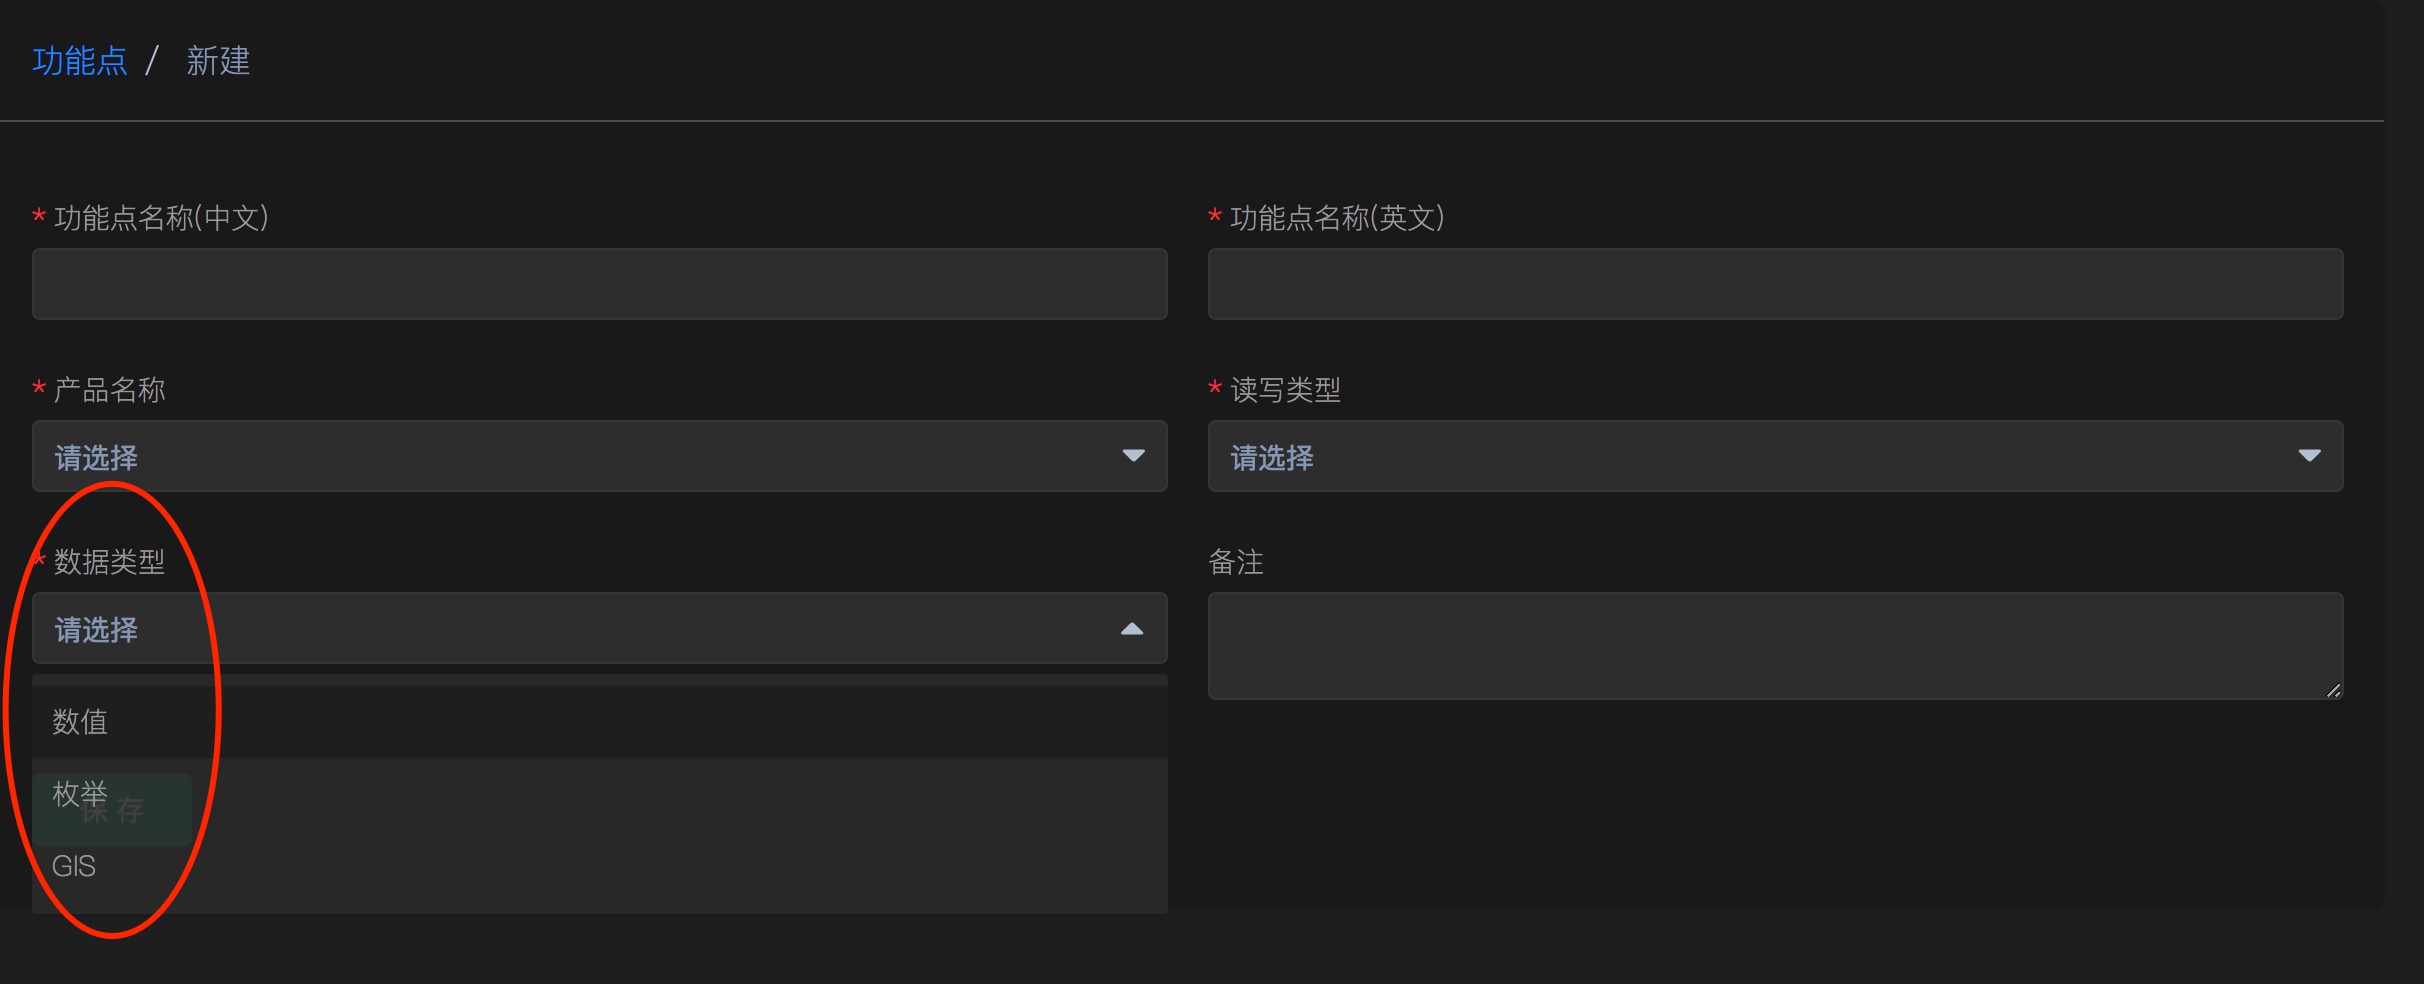 功能点 / 新建
* 功能点名称(中文)
* 功能点名称(英文)
* 产品名称
* 读写类型
请选择
请选择
* 数据类型
备注
请选择
数值
枚举
保 存
GIS